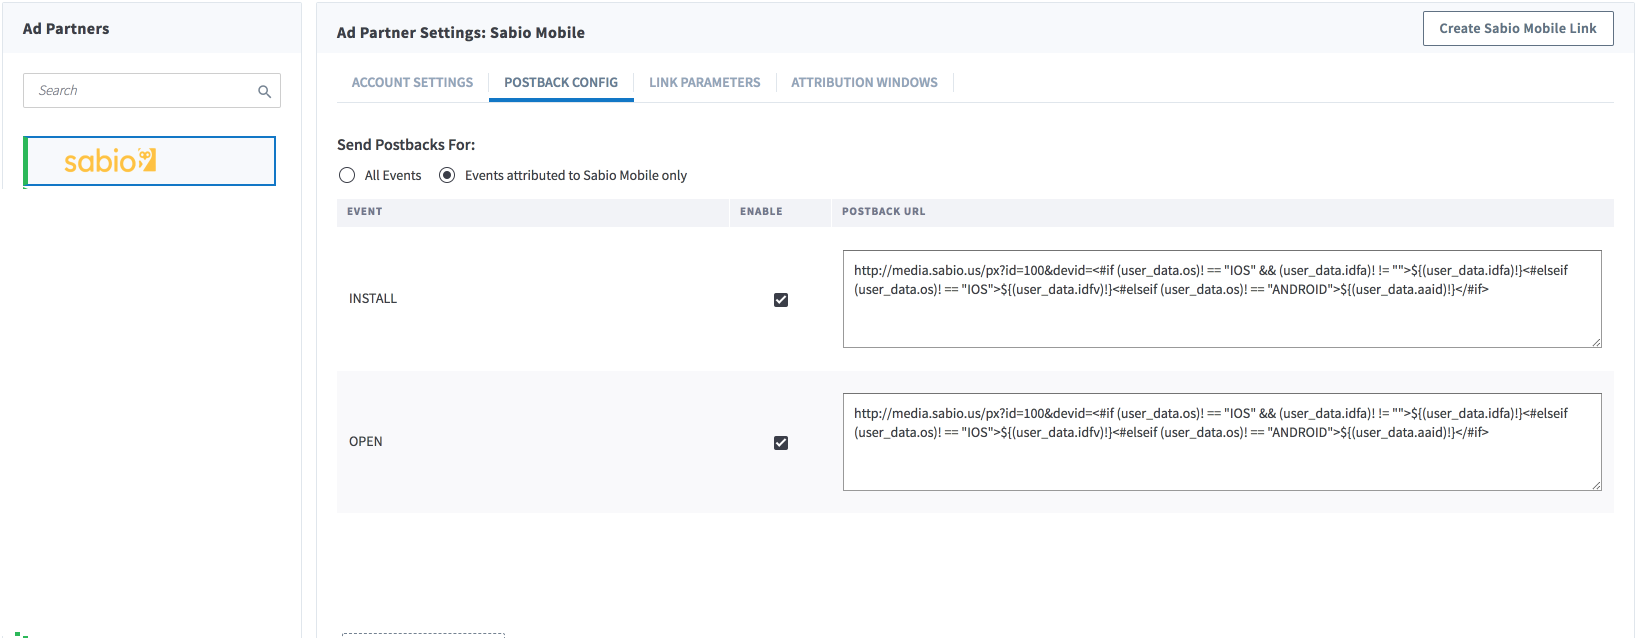 Ad Partners
Search
sabio
Ad Partner Settings: Sabio Mobile
Create Sabio Mobile Link
ACCOUNT SETTINGS
POSTBACK CONFIG
LINK PARAMETERS
ATTRIBUTION WINDOWS
Send Postbacks For:
All Events
Events attributed to Sabio Mobile only
EVENT
ENABLE
POSTBACK URL
INSTALL
http://media.sabio.us/px?id=100&devid=<#if (user_data.os)! == "IOS" && (user_data.idfa)! != "">${(user_data.idfa)!}<#elseif
(user_data.os)! == "IOS">${(user_data.idfv)!}<#elseif (user_data.os)! == "ANDROID">${(user_data.aaid)!}</#if>
OPEN
http://media.sabio.us/px?id=100&devid=<#if (user_data.os)! == "IOS" && (user_data.idfa)! != "">${(user_data.idfa)!}<#elseif
(user_data.os)! == "IOS">${(user_data.idfv)!}<#elseif (user_data.os)! == "ANDROID">${(user_data.aaid)!}</#if>